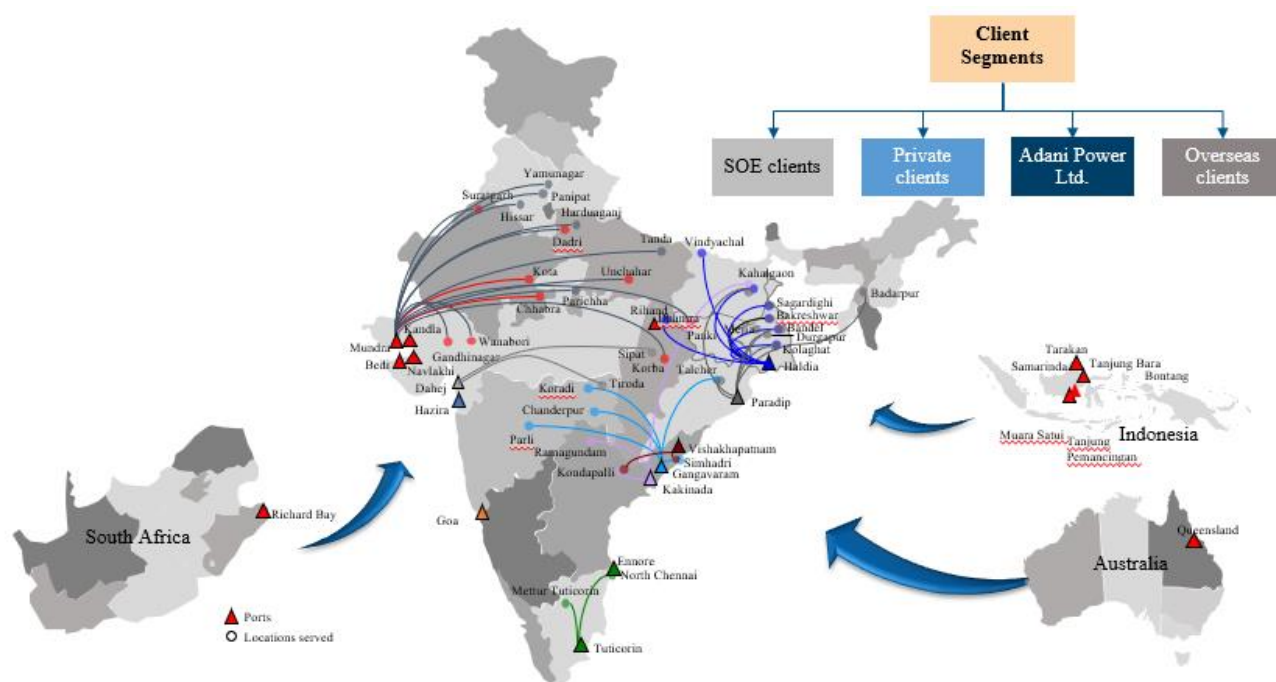 Client
Segments
SOE clients
Private
clients
Adani Power
Ltd.
Overseas
clients
Yamunagar
Suratgarh
Panipat
Hissar
Harduaganj
Dadri
Tanda
Vindyachal
Kota
Unchahar
Kahalgaon
Chhabra
Parichha
Sagardighi
Badarpur
Rihand
Bakreshwar
Kandla
Bandel
Mundra
Wanabori
Panki
Durgapur
Gandhinagar
Sipat
Kolaghat
Bedi
Navlakhi
Korba
Talcher
Haldia
Dahej
Koradi
Tiroda
Paradip
Hazira
Chanderpur
Parli
Vishakhapatnam
Ramagundam
Simhadri
Kondapalli
Gangavaram
Kakinada
Goa
Ennore
North Chennai
Mettur Tuticorin
Tuticorin
Tarakan
Samarinda
Tanjung Bara
Bontang
Muara Satui
Tanjung
Pemancingan
Indonesia
South Africa
Richard Bay
Queensland
Australia
Ports
Locations served